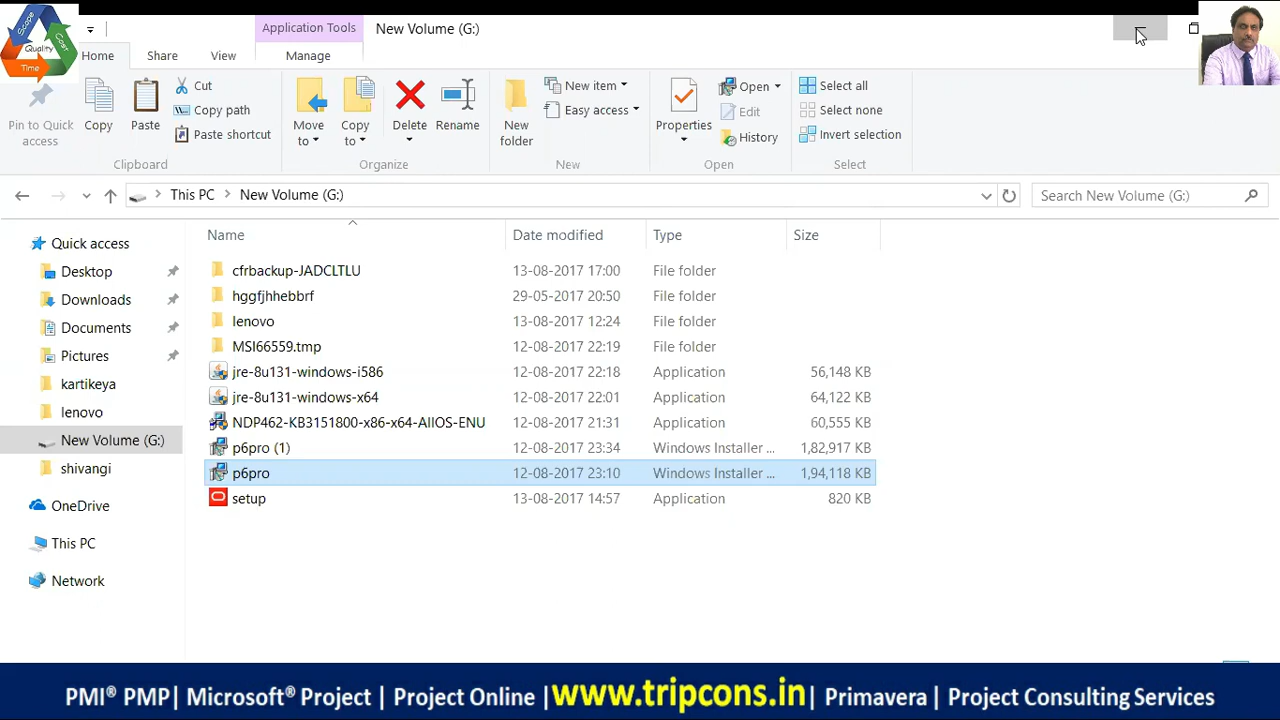 Scope
Quality
Cost
Time
Application Tools
New Volume (G:)
Home
Share
View
Manage
Pin to Quick access
Copy
Paste
Cut
Copy path
Paste shortcut
Clipboard
Move to
Copy to
Delete
Rename
Organize
New folder
New item
Easy access
New
Properties
Open
Edit
History
Open
Select all
Select none
Invert selection
Select
This PC
New Volume (G:)
Search New Volume (G:)
Name
Date modified
Type
Size
Quick access
Desktop
Downloads
Documents
Pictures
kartikeya
lenovo
New Volume (G:)
shivangi
OneDrive
This PC
Network
cfrbackup-JADCLTLU 13-08-2017 17:00 File folder
hggfjhhebbrf 29-05-2017 20:50 File folder
lenovo 13-08-2017 12:24 File folder
MSI66559.tmp 12-08-2017 22:19 File folder
jre-8u131-windows-i586 12-08-2017 22:18 Application 56,148 KB
jre-8u131-windows-x64 12-08-2017 22:01 Application 64,122 KB
NDP462-KB3151800-x86-x64-AllOS-ENU 12-08-2017 21:31 Application 60,555 KB
p6pro (1) 12-08-2017 23:34 Windows Installer ... 1,82,917 KB
p6pro 12-08-2017 23:10 Windows Installer ... 1,94,118 KB
setup 13-08-2017 14:57 Application 820 KB
PMI® PMP| Microsoft® Project | Project Online |www.tripcons.in| Primavera | Project Consulting Services